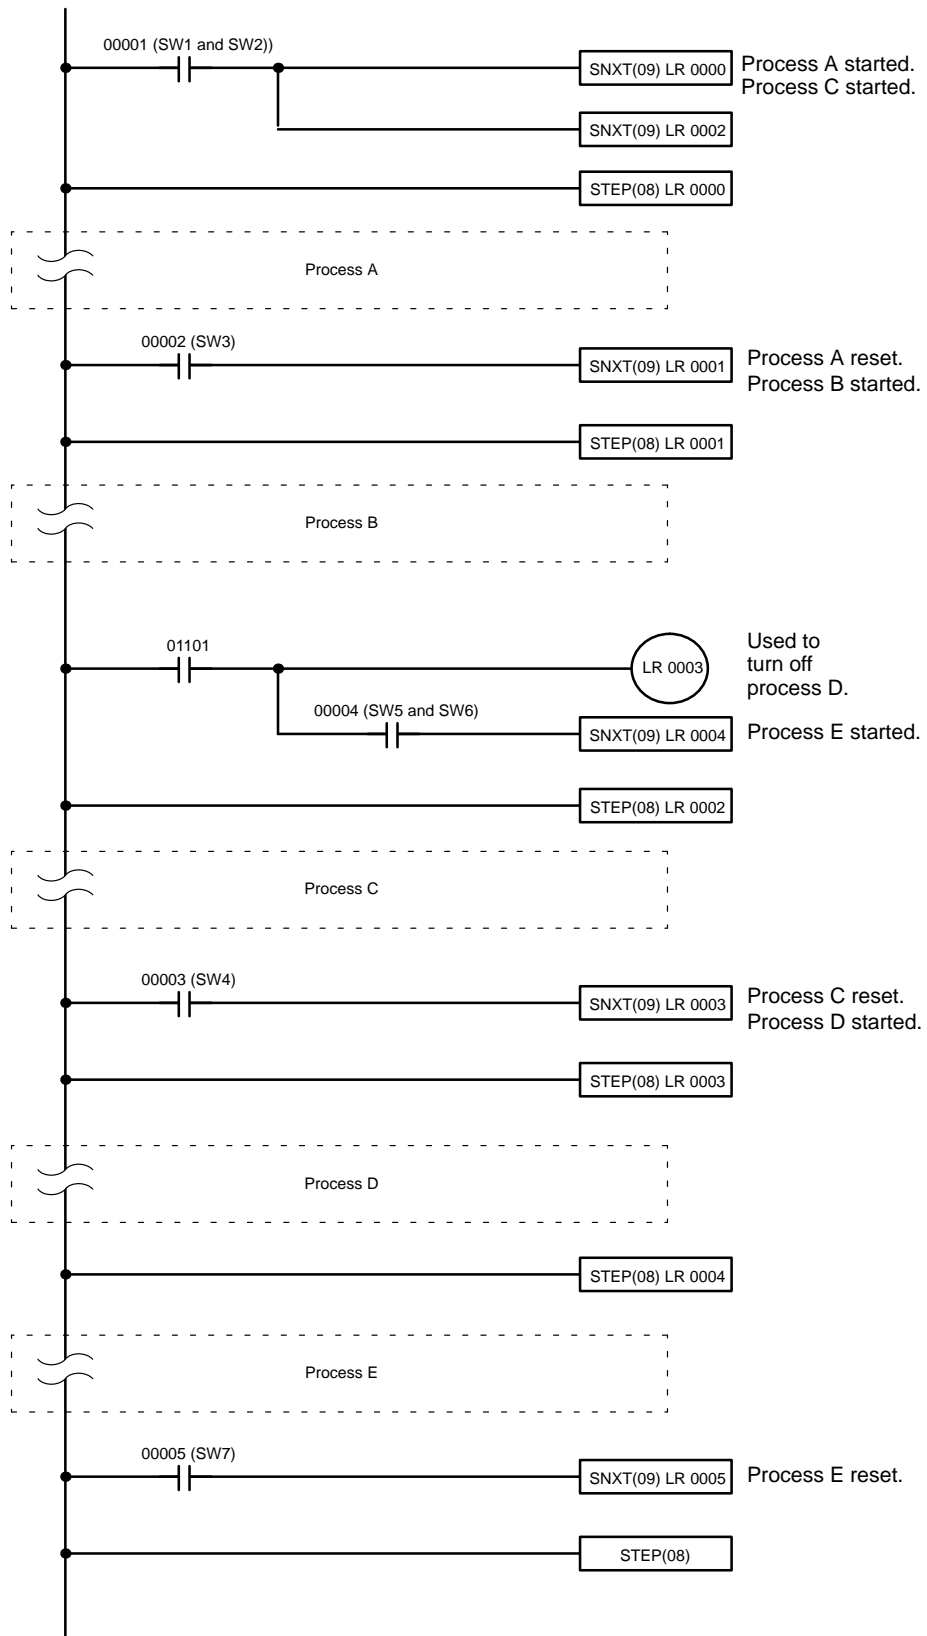 00001 (SW1 and SW2))
SNXT(09) LR 0000
Process A started.
Process C started.
SNXT(09) LR 0002
STEP(08) LR 0000
Process A
00002 (SW3)
SNXT(09) LR 0001
Process A reset.
Process B started.
STEP(08) LR 0001
Process B
01101
LR 0003
Used to
turn off
process D.
00004 (SW5 and SW6)
SNXT(09) LR 0004
Process E started.
STEP(08) LR 0002
Process C
00003 (SW4)
SNXT(09) LR 0003
Process C reset.
Process D started.
STEP(08) LR 0003
Process D
STEP(08) LR 0004
Process E
00005 (SW7)
SNXT(09) LR 0005
Process E reset.
STEP(08)